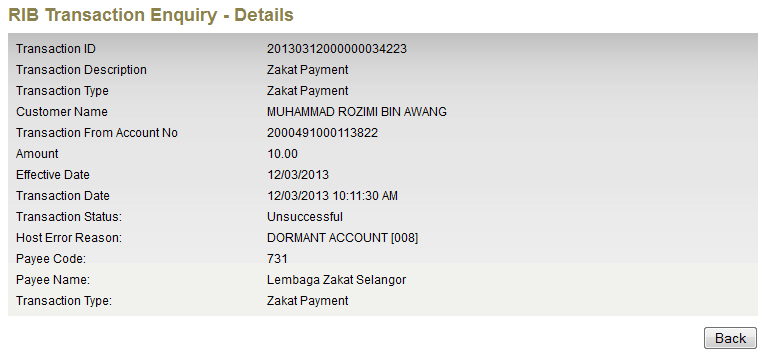 RIB Transaction Enquiry - Details
Transaction ID 20130312000000034223
Transaction Description Zakat Payment
Transaction Type Zakat Payment
Customer Name MUHAMMAD ROZIMI BIN AWANG
Transaction From Account No 2000491000113822
Amount 10.00
Effective Date 12/03/2013
Transaction Date 12/03/2013 10:11:30 AM
Transaction Status: Unsuccessful
Host Error Reason: DORMANT ACCOUNT [008]
Payee Code: 731
Payee Name: Lembaga Zakat Selangor
Transaction Type: Zakat Payment
Back